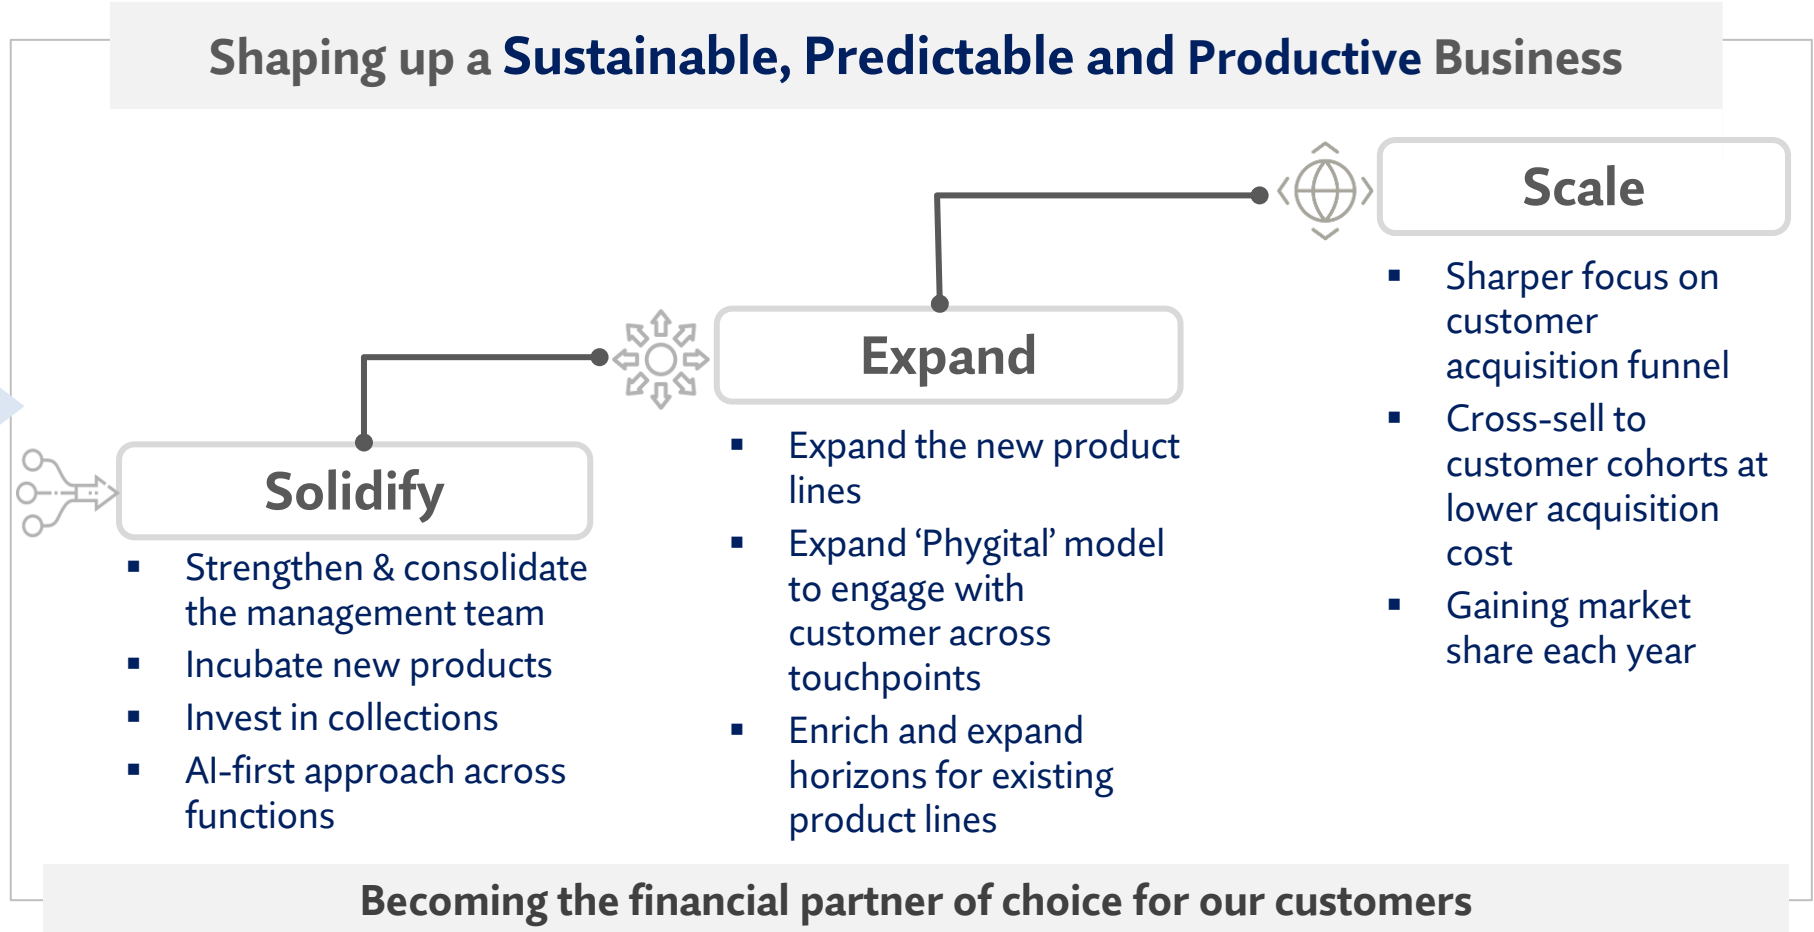 Shaping up a Sustainable, Predictable and Productive Business
Solidify
▪ Strengthen & consolidate
the management team
▪ Incubate new products
▪ Invest in collections
▪ AI-first approach across
functions
Expand
▪ Expand the new product
lines
▪ Expand ‘Phygital’ model
to engage with
customer across
touchpoints
▪ Enrich and expand
horizons for existing
product lines
Scale
▪ Sharper focus on
customer
acquisition funnel
▪ Cross-sell to
customer cohorts at
lower acquisition
cost
▪ Gaining market
share each year
Becoming the financial partner of choice for our customers